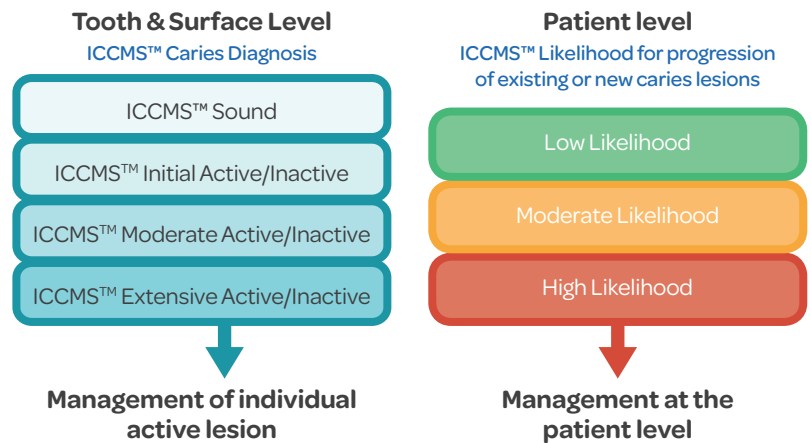 Tooth & Surface Level
ICCMS™ Caries Diagnosis
ICCMS™ Sound
ICCMS™ Initial Active/Inactive
ICCMS™ Moderate Active/Inactive
ICCMS™ Extensive Active/Inactive
Management of individual
active lesion
Patient level
ICCMS™ Likelihood for progression
of existing or new caries lesions
Low Likelihood
Moderate Likelihood
High Likelihood
Management at the
patient level